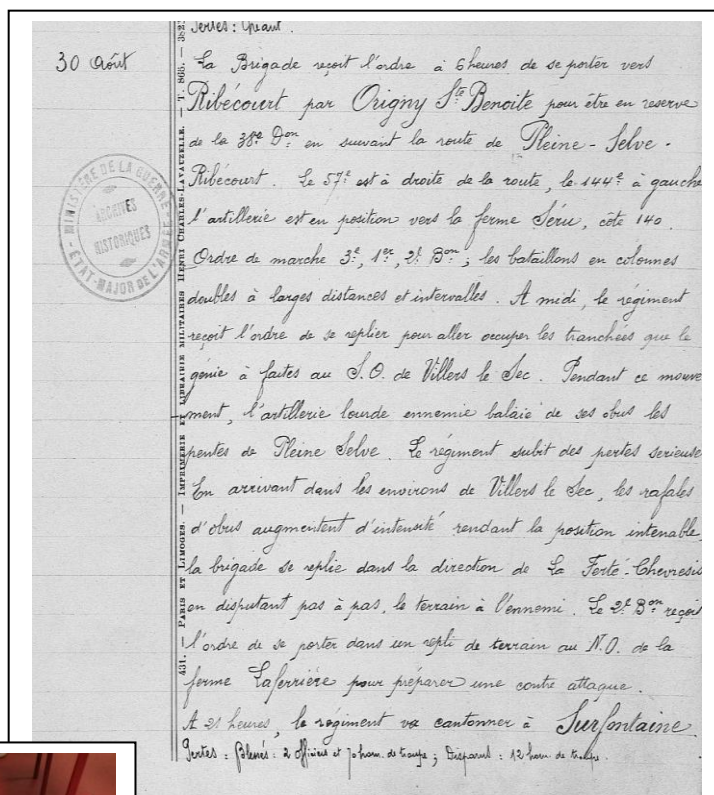 Pertes : Néant.
30 Août
La Brigade reçoit l'ordre à 6 heures de se porter vers
Ribécourt par Origny Ste Benoite pour être en reserve
de la 38e Don en suivant la route de Pleine-Selve-
Ribécourt. Le 57e est à droite de la route, le 144e à gauche
l'artillerie est en position vers la ferme Séru, côte 140.
Ordre de marche 3e, 1er, 2e Bon ; les bataillons en colonnes
doubles à larges distances et intervalles. A midi, le régiment
reçoit l'ordre de se replier pour aller occuper les tranchées que le
génie à faites au S.O. de Villers le Sec. Pendant ce mouve
ment, l'artillerie lourde ennemie balaie de ses obus les
pentes de Pleine Selve. Le régiment subit des pertes serieuse
En arrivant dans les environs de Villers le Sec, les rafales
d'obus augmentent d'intensité rendant la position intenable,
la brigade se replie dans la direction de La Ferté-Chevresis
en disputant pas à pas, le terrain à l'ennemi. Le 2e Bon reçoit
l'ordre de se porter dans un repli de terrain au N.O. de la
ferme Laferrière pour préparer une contre attaque.
A 21 heures, le régiment va cantonner à Surfontaine
Pertes : Blessés : 2 Officiers et 70 hom. de troupe ; Disparus : 12 hom. de troupe.
MINISTÈRE DE LA GUERRE
ARCHIVES
HISTORIQUES
ÉTAT-MAJOR DE L'ARMÉE
431. — PARIS ET LIMOGES. — IMPRIMERIE ET LIBRAIRIE MILITAIRES HENRI CHARLES-LAVAUZELLE. — T. 865. — 382.